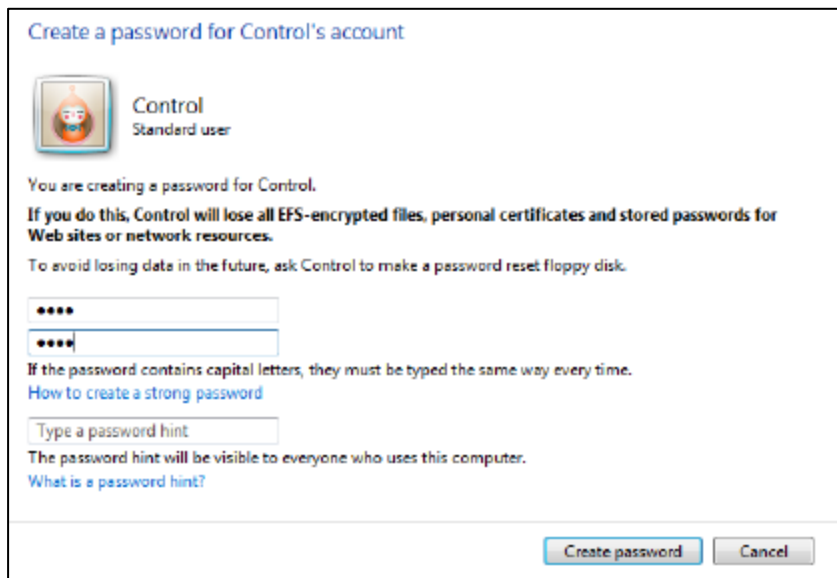 Create a password for Control's account
Control
Standard user
You are creating a password for Control.
If you do this, Control will lose all EFS-encrypted files, personal certificates and stored passwords for
Web sites or network resources.
To avoid losing data in the future, ask Control to make a password reset floppy disk.
••••
••••
If the password contains capital letters, they must be typed the same way every time.
How to create a strong password
Type a password hint
The password hint will be visible to everyone who uses this computer.
What is a password hint?
Create password Cancel